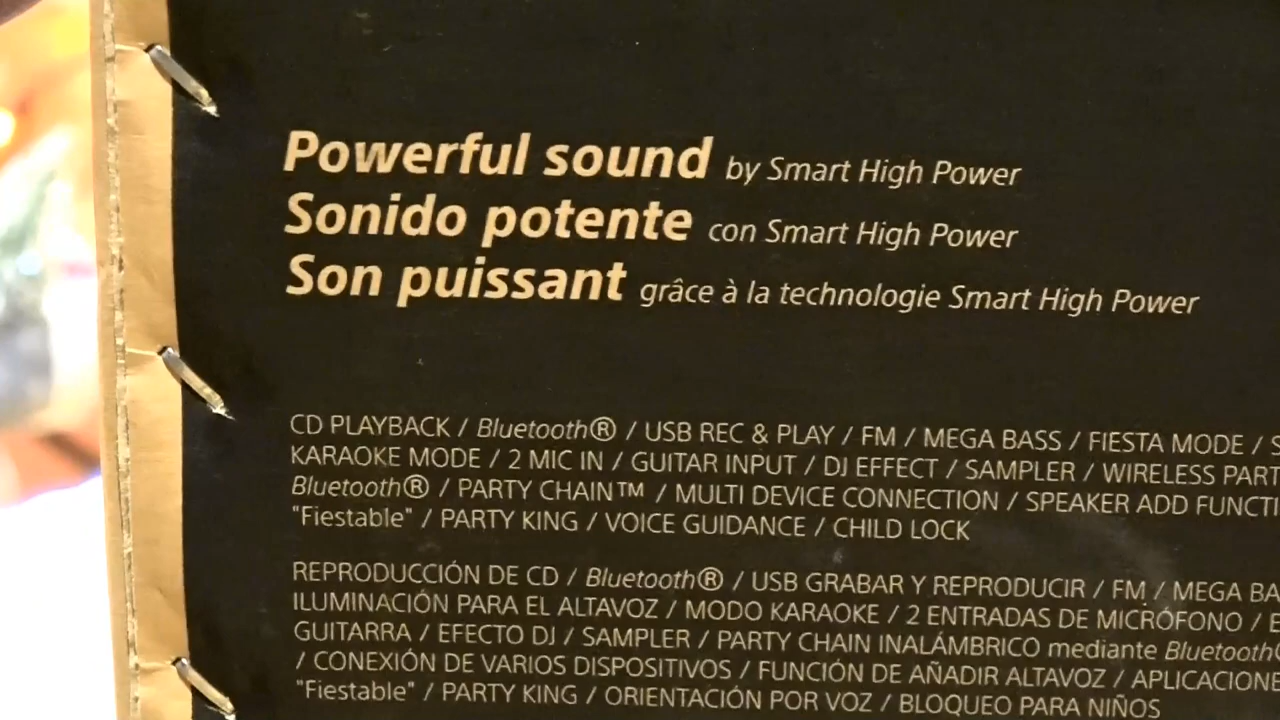 Powerful sound by Smart High Power
Sonido potente con Smart High Power
Son puissant grâce à la technologie Smart High Power
CD PLAYBACK / Bluetooth® / USB REC & PLAY / FM / MEGA BASS / FIESTA MODE /
KARAOKE MODE / 2 MIC IN / GUITAR INPUT / DJ EFFECT / SAMPLER / WIRELESS
Bluetooth® / PARTY CHAIN™ / MULTI DEVICE CONNECTION / SPEAKER ADD
"Fiestable" / PARTY KING / VOICE GUIDANCE / CHILD LOCK
REPRODUCCIÓN DE CD / Bluetooth® / USB GRABAR Y REPRODUCIR / FM / MEGA
ILUMINACIÓN PARA EL ALTAVOZ / MODO KARAOKE / 2 ENTRADAS DE MICRÓFONO /
GUITARRA / EFECTO DJ / SAMPLER / PARTY CHAIN INALÁMBRICO mediante Bluetooth
/ CONEXIÓN DE VARIOS DISPOSITIVOS / FUNCIÓN DE AÑADIR ALTAVOZ /
"Fiestable" / PARTY KING / ORIENTACIÓN POR VOZ / BLOQUEO PARA NIÑOS